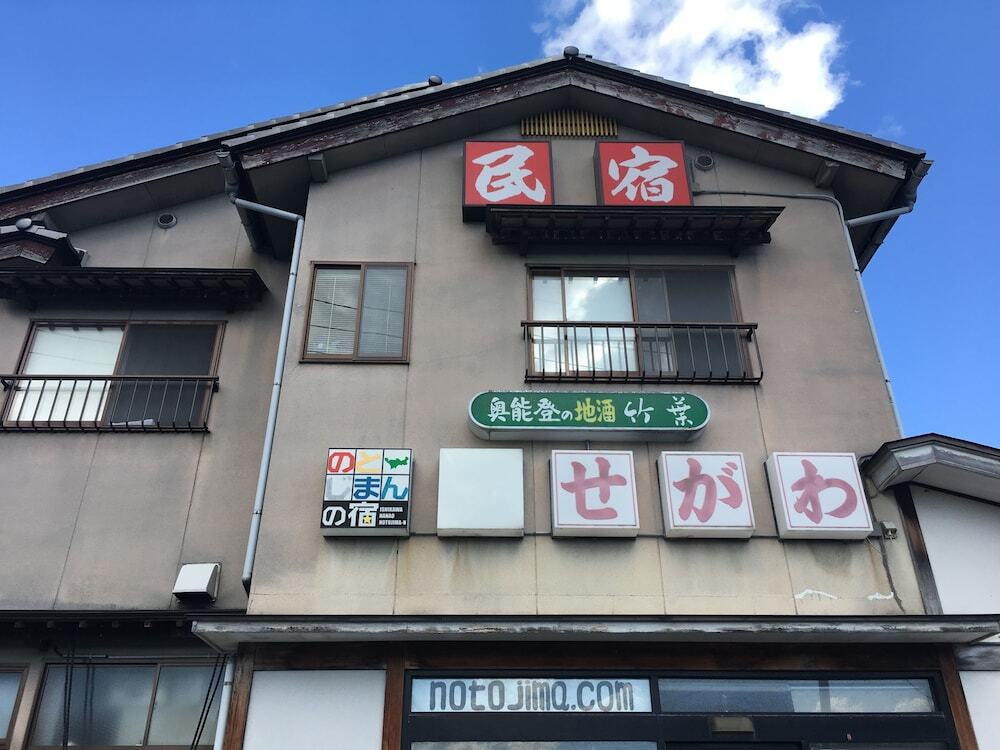 民宿
奥能登の地酒 竹葉
のと
じまん
の宿
ISHIKAWA
NANAO
NOTOJIMA-N
せがわ
notojima.com